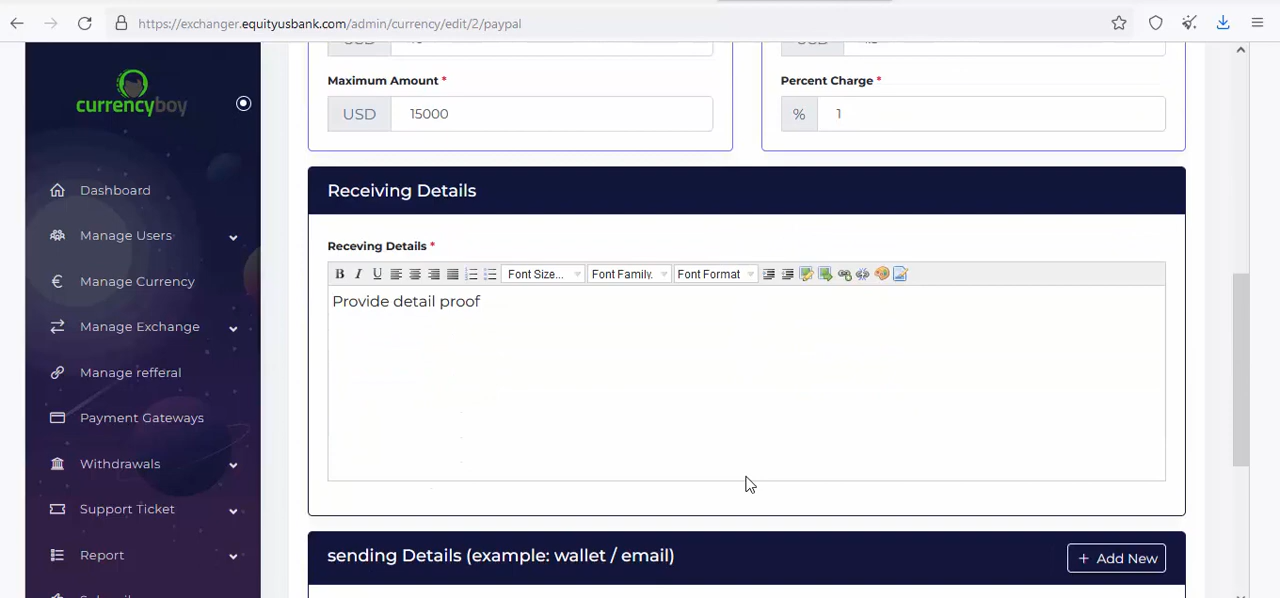 https://exchanger.equityusbank.com/admin/currency/edit/2/paypal
currencyboy
Dashboard
Manage Users
Manage Currency
Manage Exchange
Manage refferal
Payment Gateways
Withdrawals
Support Ticket
Report
Maximum Amount *
USD 15000
Percent Charge *
% 1
Receiving Details
Receving Details *
B I U Font Size... Font Family. Font Format
Provide detail proof
sending Details (example: wallet / email)
+ Add New